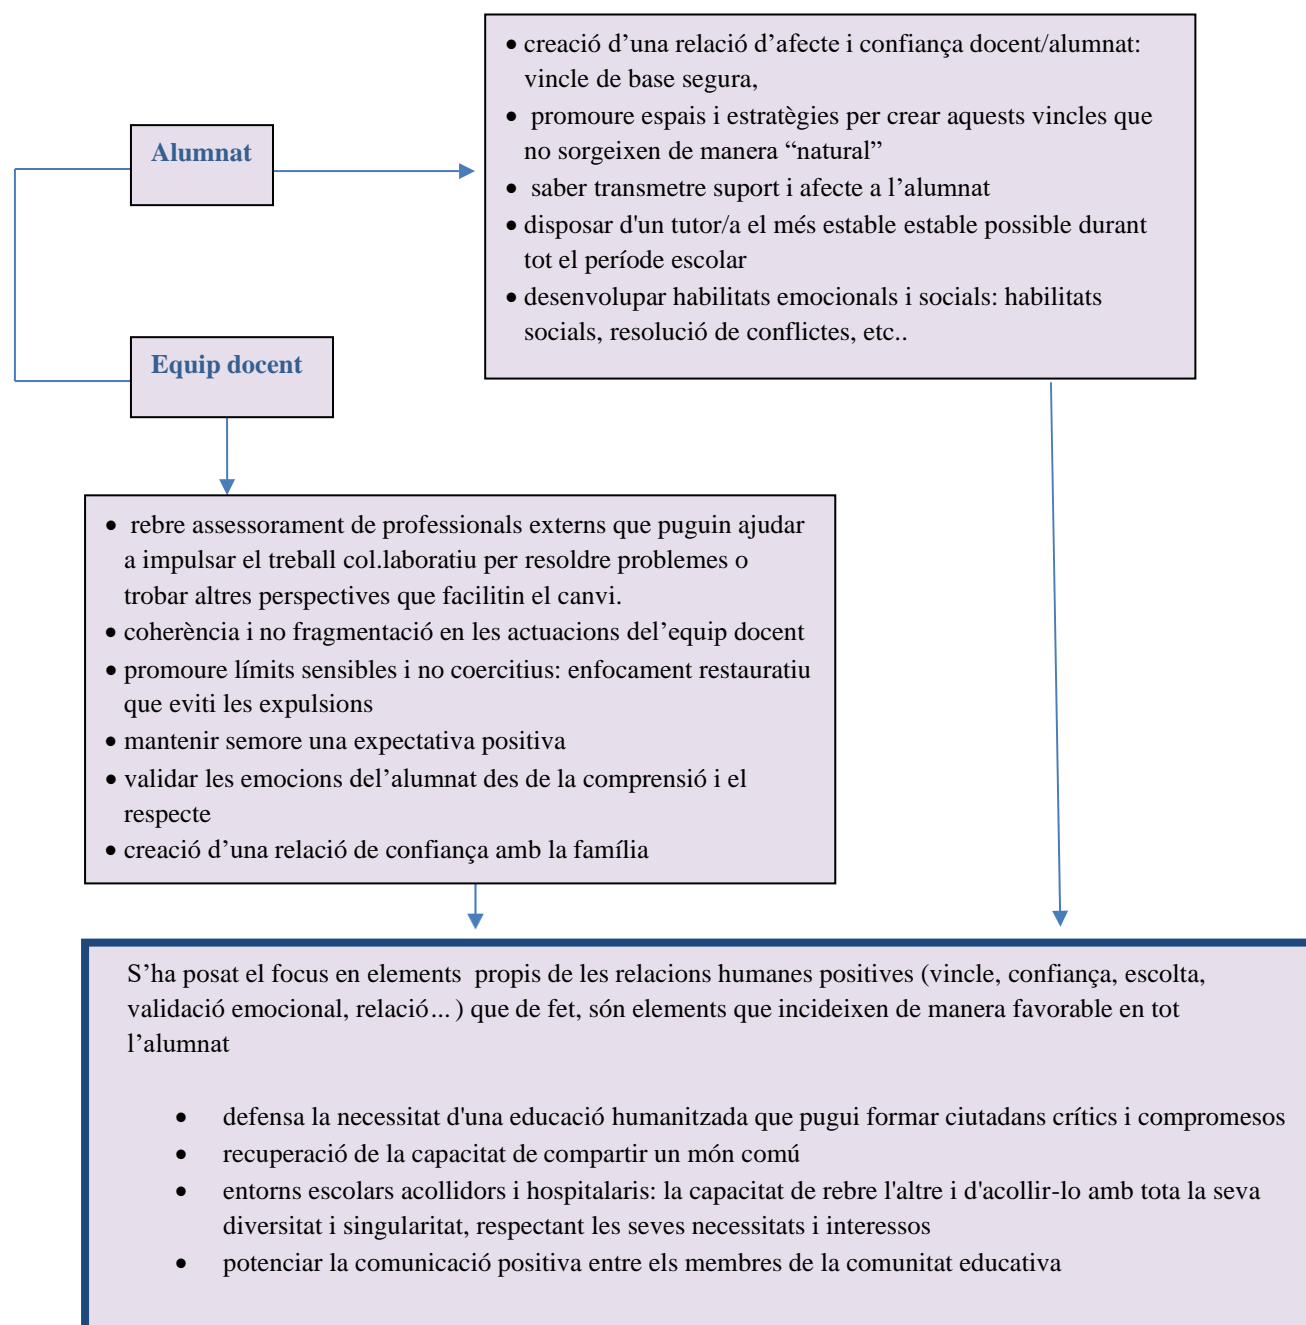 Alumnat
• creació d’una relació d’afecte i confiança docent/alumnat:
vincle de base segura,
• promoure espais i estratègies per crear aquests vincles que
no sorgeixen de manera “natural”
• saber transmetre suport i afecte a l’alumnat
• disposar d'un tutor/a el més estable estable possible durant
tot el període escolar
• desenvolupar habilitats emocionals i socials: habilitats
socials, resolució de conflictes, etc..
Equip docent
• rebre assessorament de professionals externs que puguin ajudar
a impulsar el treball col.laboratiu per resoldre problemes o
trobar altres perspectives que facilitin el canvi.
• coherència i no fragmentació en les actuacions del’equip docent
• promoure límits sensibles i no coercitius: enfocament restauratiu
que eviti les expulsions
• mantenir semore una expectativa positiva
• validar les emocions del’alumnat des de la comprensió i el
respecte
• creació d’una relació de confiança amb la família
S’ha posat el focus en elements propis de les relacions humanes positives (vincle, confiança, escolta,
validació emocional, relació... ) que de fet, són elements que incideixen de manera favorable en tot
l’alumnat
• defensa la necessitat d'una educació humanitzada que pugui formar ciutadans crítics i compromesos
• recuperació de la capacitat de compartir un món comú
• entorns escolars acollidors i hospitalaris: la capacitat de rebre l'altre i d'acollir-lo amb tota la seva
diversitat i singularitat, respectant les seves necessitats i interessos
• potenciar la comunicació positiva entre els membres de la comunitat educativa